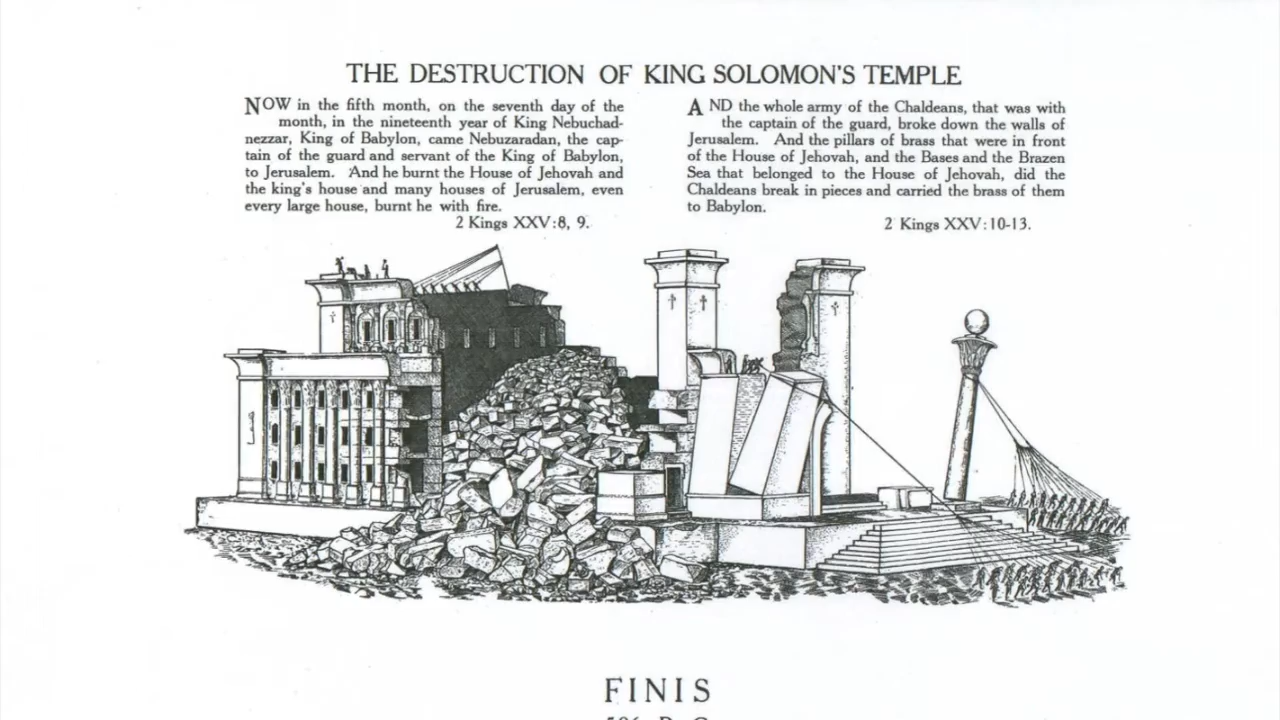 THE DESTRUCTION OF KING SOLOMON'S TEMPLE
NOW in the fifth month, on the seventh day of the
month, in the nineteenth year of King Nebuchad-
nezzar, King of Babylon, came Nebuzaradan, the cap-
tain of the guard and servant of the King of Babylon,
to Jerusalem. And he burnt the House of Jehovah and
the king's house and many houses of Jerusalem, even
every large house, burnt he with fire.
2 Kings XXV:8, 9.
AND the whole army of the Chaldeans, that was with
the captain of the guard, broke down the walls of
Jerusalem. And the pillars of brass that were in front
of the House of Jehovah, and the Bases and the Brazen
Sea that belonged to the House of Jehovah, did the
Chaldeans break in pieces and carried the brass of them
to Babylon.
2 Kings XXV:10-13.
FINIS